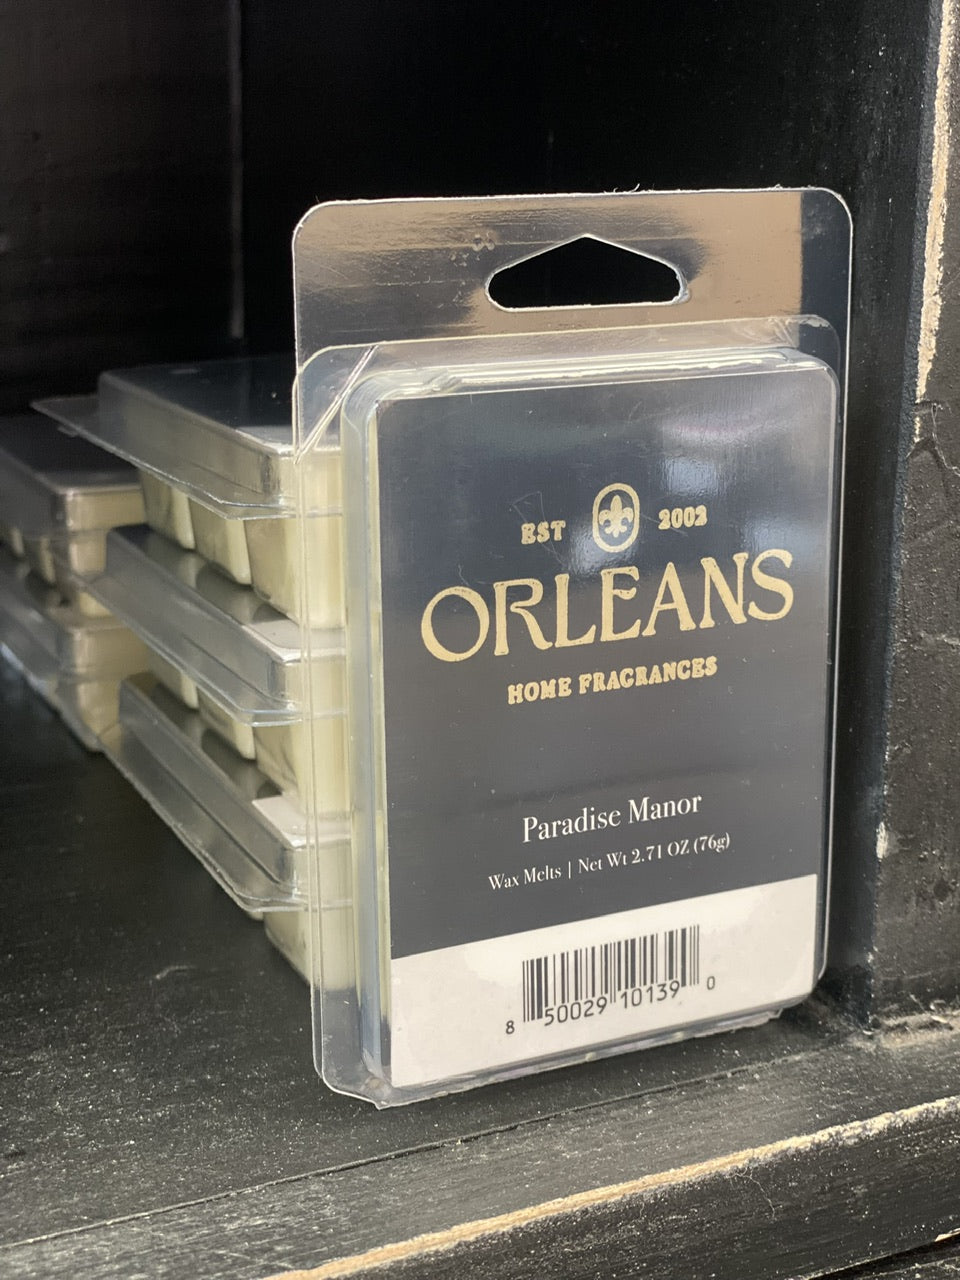 EST 2002
ORLEANS
HOME FRAGRANCES
Paradise Manor
Wax Melts | Net Wt 2.71 OZ (76g)
8 50029 10139 0